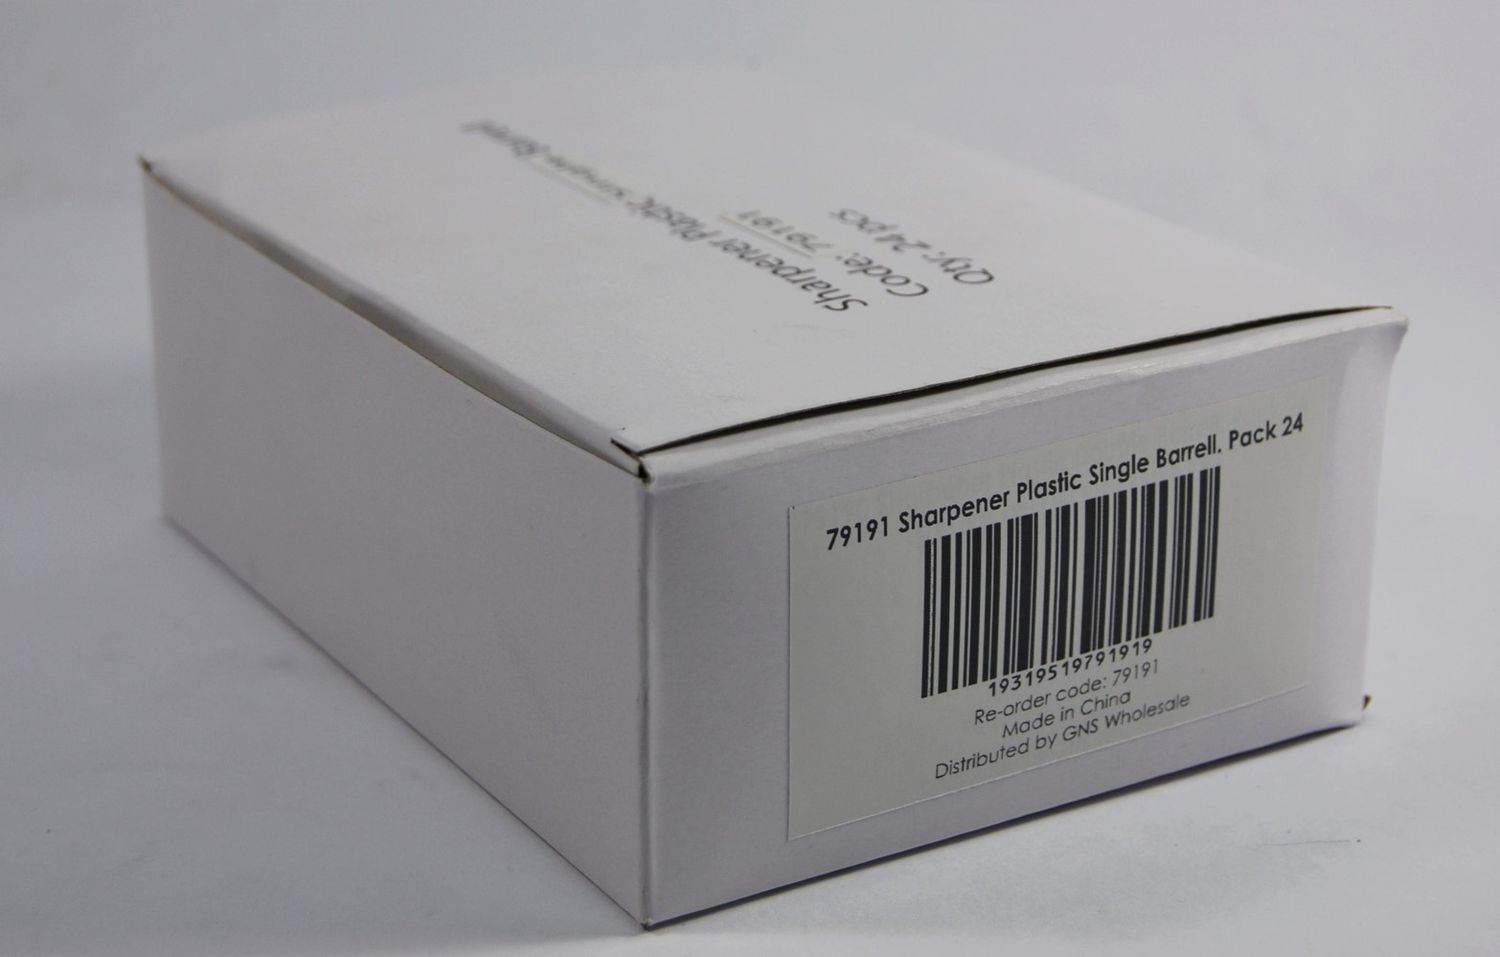 Sharpener Plastic Single Barrell
Code: 79191
Qty: 24 pcs
79191 Sharpener Plastic Single Barrell. Pack 24
19319519791919
Re-order code: 79191
Made in China
Distributed by GNS Wholesale